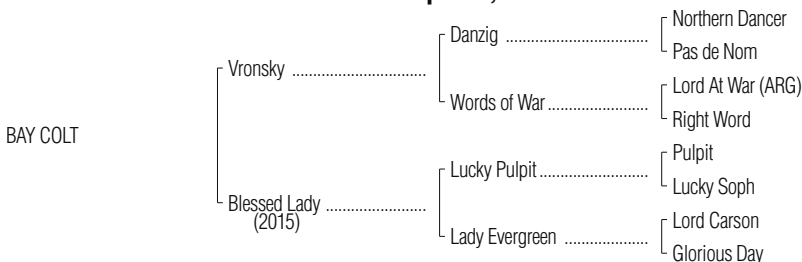 Northern Dancer
Danzig ................................
Pas de Nom
Vronsky ..............................
Lord At War (ARG)
Words of War.......................
Right Word
BAY COLT
Pulpit
Lucky Pulpit.........................
Lucky Soph
Blessed Lady ......................
(2015)
Lord Carson
Lady Evergreen ...................
Glorious Day